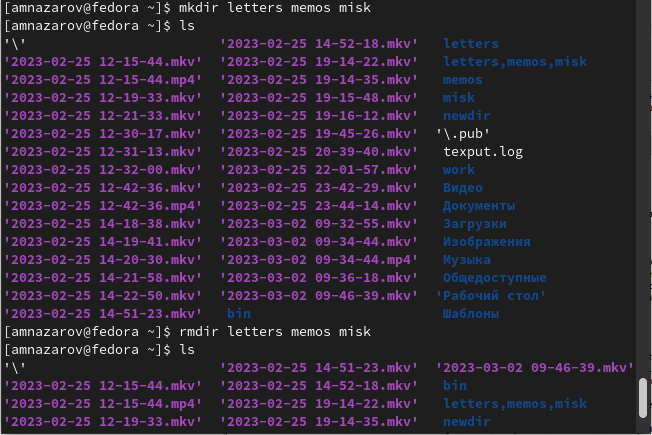 [amnazarov@fedora ~]$ mkdir letters memos misk
[amnazarov@fedora ~]$ ls
'\' '2023-02-25 14-52-18.mkv' letters
'2023-02-25 12-15-44.mkv' '2023-02-25 19-14-22.mkv' letters,memos,misk
'2023-02-25 12-15-44.mp4' '2023-02-25 19-14-35.mkv' memos
'2023-02-25 12-19-33.mkv' '2023-02-25 19-15-48.mkv' misk
'2023-02-25 12-21-33.mkv' '2023-02-25 19-16-12.mkv' newdir
'2023-02-25 12-30-17.mkv' '2023-02-25 19-45-26.mkv' '\.pub'
'2023-02-25 12-31-13.mkv' '2023-02-25 20-39-40.mkv' texput.log
'2023-02-25 12-32-00.mkv' '2023-02-25 22-01-57.mkv' work
'2023-02-25 12-42-36.mkv' '2023-02-25 23-42-29.mkv' Видео
'2023-02-25 12-42-36.mp4' '2023-02-25 23-44-14.mkv' Документы
'2023-02-25 14-18-38.mkv' '2023-03-02 09-32-55.mkv' Загрузки
'2023-02-25 14-19-41.mkv' '2023-03-02 09-34-44.mkv' Изображения
'2023-02-25 14-20-30.mkv' '2023-03-02 09-34-44.mp4' Музыка
'2023-02-25 14-21-58.mkv' '2023-03-02 09-36-18.mkv' Общедоступные
'2023-02-25 14-22-50.mkv' '2023-03-02 09-46-39.mkv' 'Рабочий стол'
'2023-02-25 14-51-23.mkv' bin Шаблоны
[amnazarov@fedora ~]$ rmdir letters memos misk
[amnazarov@fedora ~]$ ls
'\' '2023-02-25 14-51-23.mkv' '2023-03-02 09-46-39.mkv'
'2023-02-25 12-15-44.mkv' '2023-02-25 14-52-18.mkv' bin
'2023-02-25 12-15-44.mp4' '2023-02-25 19-14-22.mkv' letters,memos,misk
'2023-02-25 12-19-33.mkv' '2023-02-25 19-14-35.mkv' newdir